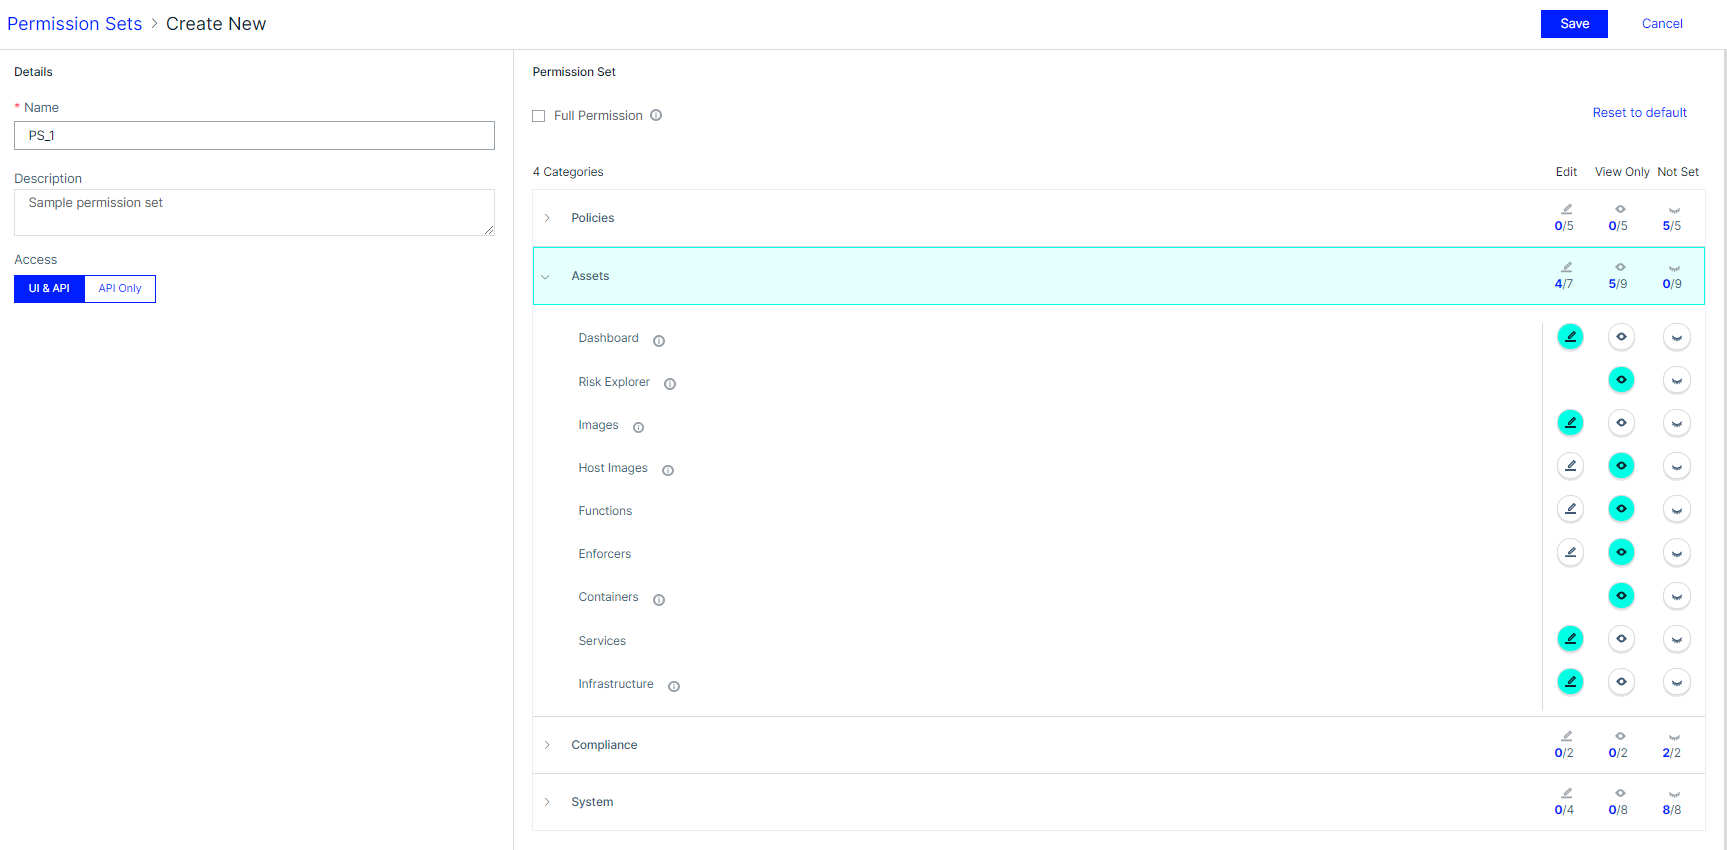 Permission Sets > Create New
Save
Cancel
Details
* Name
PS_1
Description
Sample permission set
Access
UI & API
API Only
Permission Set
Full Permission
Reset to default
4 Categories
Edit
View Only
Not Set
Policies
0/5
0/5
5/5
Assets
4/7
5/9
0/9
Dashboard
Risk Explorer
Images
Host Images
Functions
Enforcers
Containers
Services
Infrastructure
Compliance
0/2
0/2
2/2
System
0/4
0/8
8/8